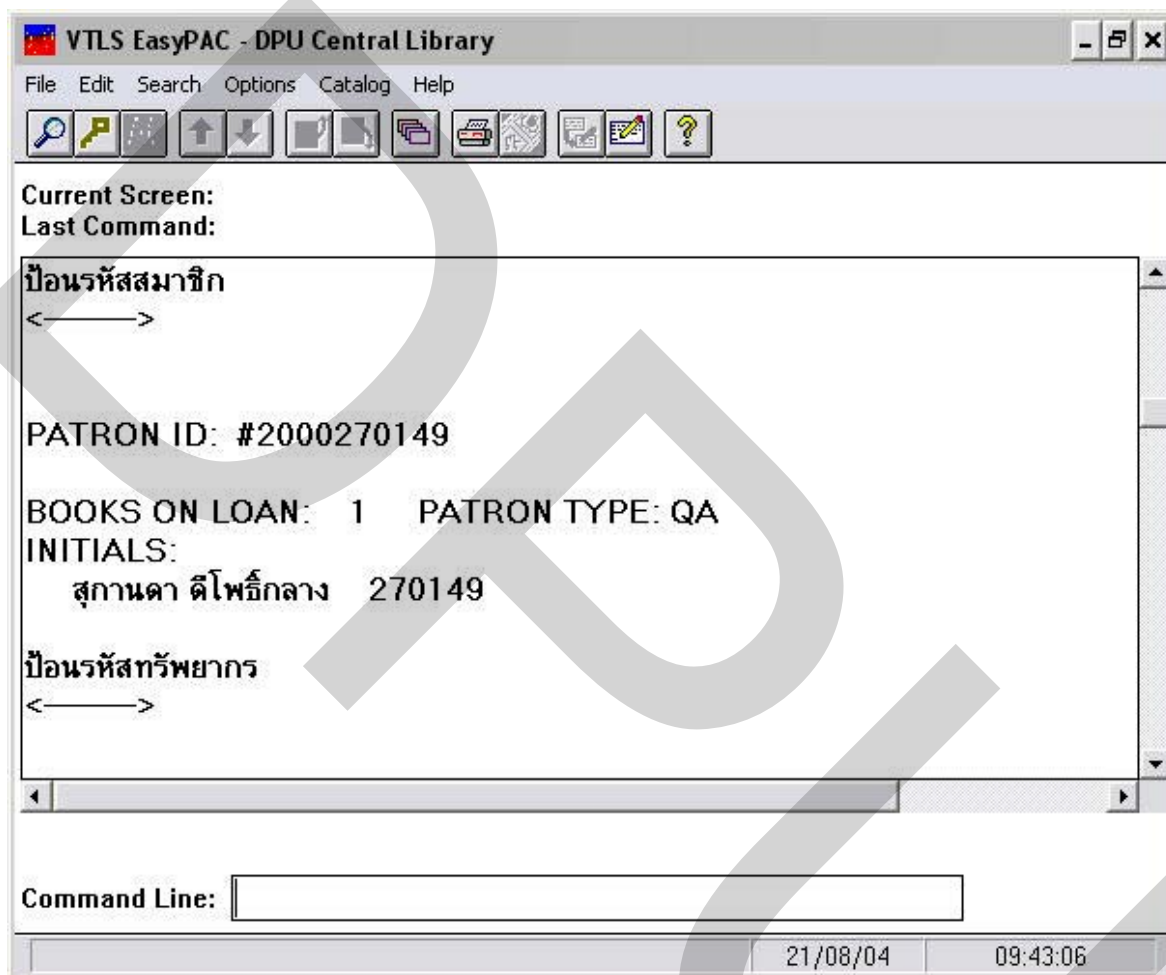 VTLS EasyPAC - DPU Central Library
File Edit Search Options Catalog Help
Current Screen:
Last Command:
ป้อนรหัสสมาชิก
<———>
PATRON ID: #2000270149
BOOKS ON LOAN: 1 PATRON TYPE: QA
INITIALS:
สุกานดา ดีโพธิ์กลาง 270149
ป้อนรหัสทรัพยากร
<———>
Command Line:
21/08/04 09:43:06
DPU